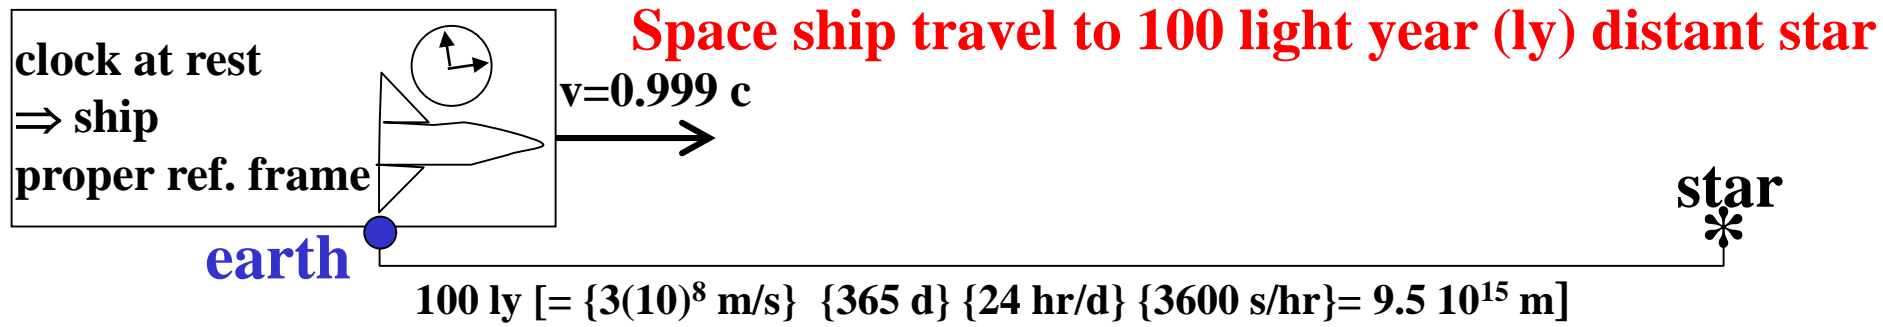 Space ship travel to 100 light year (ly) distant star
clock at rest
⇒ ship
proper ref. frame
v=0.999 c
star
earth
100 ly [= {3(10)⁸ m/s} {365 d} {24 hr/d} {3600 s/hr}= 9.5 10¹⁵ m]